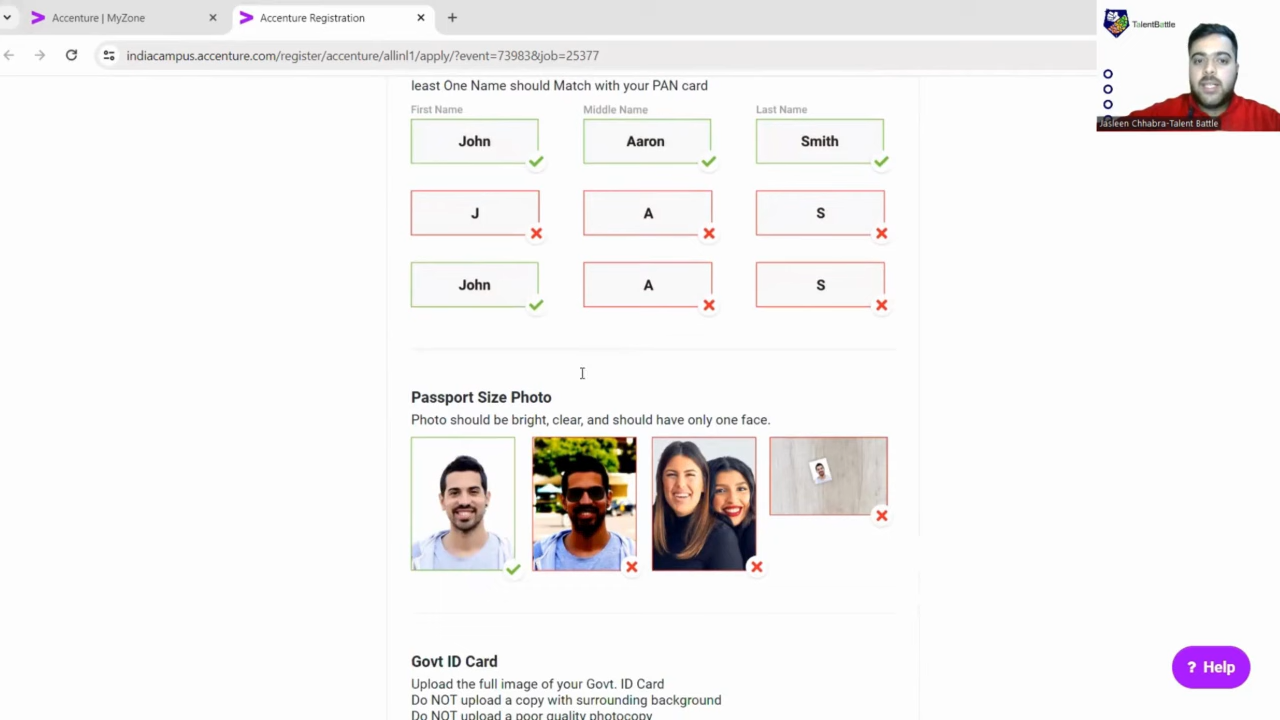 Accenture | MyZone
Accenture Registration
indiacampus.accenture.com/register/accenture/allinl1/apply/?event=73983&job=25377
TalentBattle
Jasleen Chhabra-Talent Battle
least One Name should Match with your PAN card
First Name Middle Name Last Name
John Aaron Smith
J A S
John A S
Passport Size Photo
Photo should be bright, clear, and should have only one face.
Govt ID Card
Upload the full image of your Govt. ID Card
Do NOT upload a copy with surrounding background
Do NOT upload a poor quality photocopy
? Help